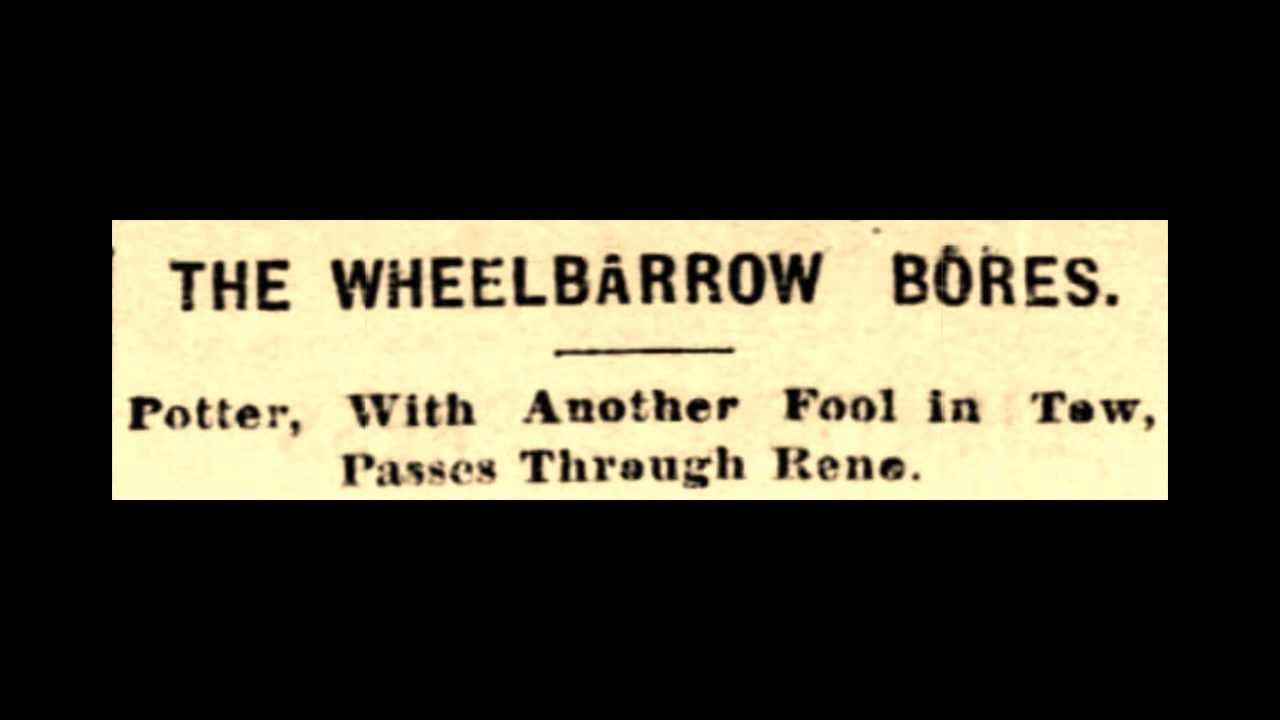 THE WHEELBARROW BORES.
Potter, With Another Fool in Tow,
Passes Through Reno.